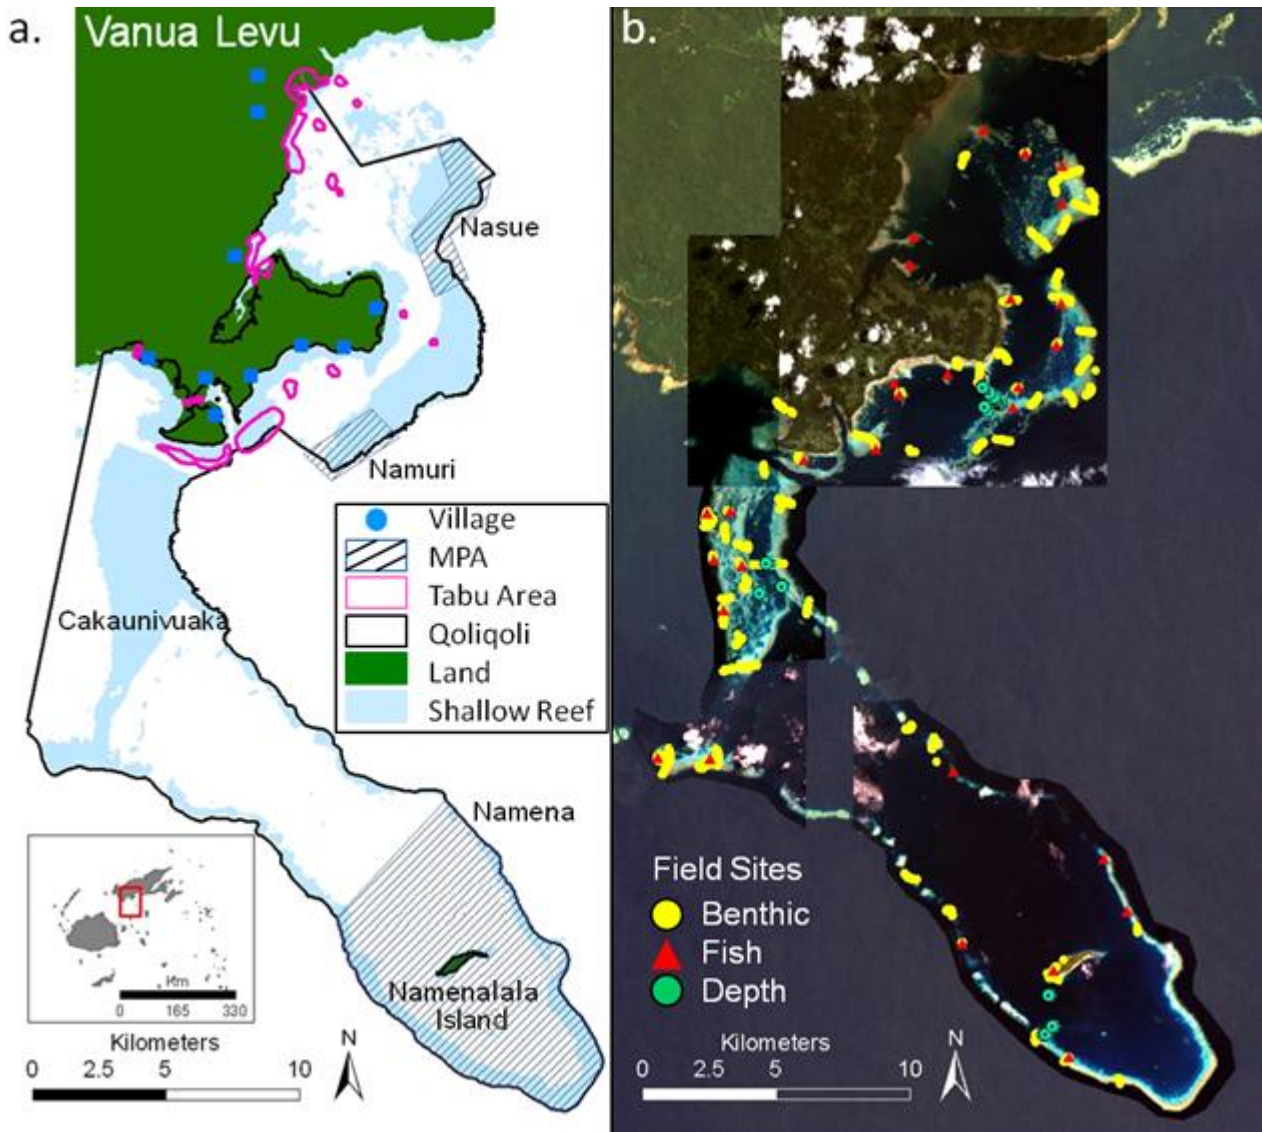 a.
Vanua Levu
Nasue
Namuri
Village
MPA
Tabu Area
Qoliqoli
Land
Shallow Reef
Cakaunivuaka
Namena
Namenalala
Island
Km
0 165 330
Kilometers
0 2.5 5 10
N
b.
Field Sites
Benthic
Fish
Depth
Kilometers
0 2.5 5 10
N